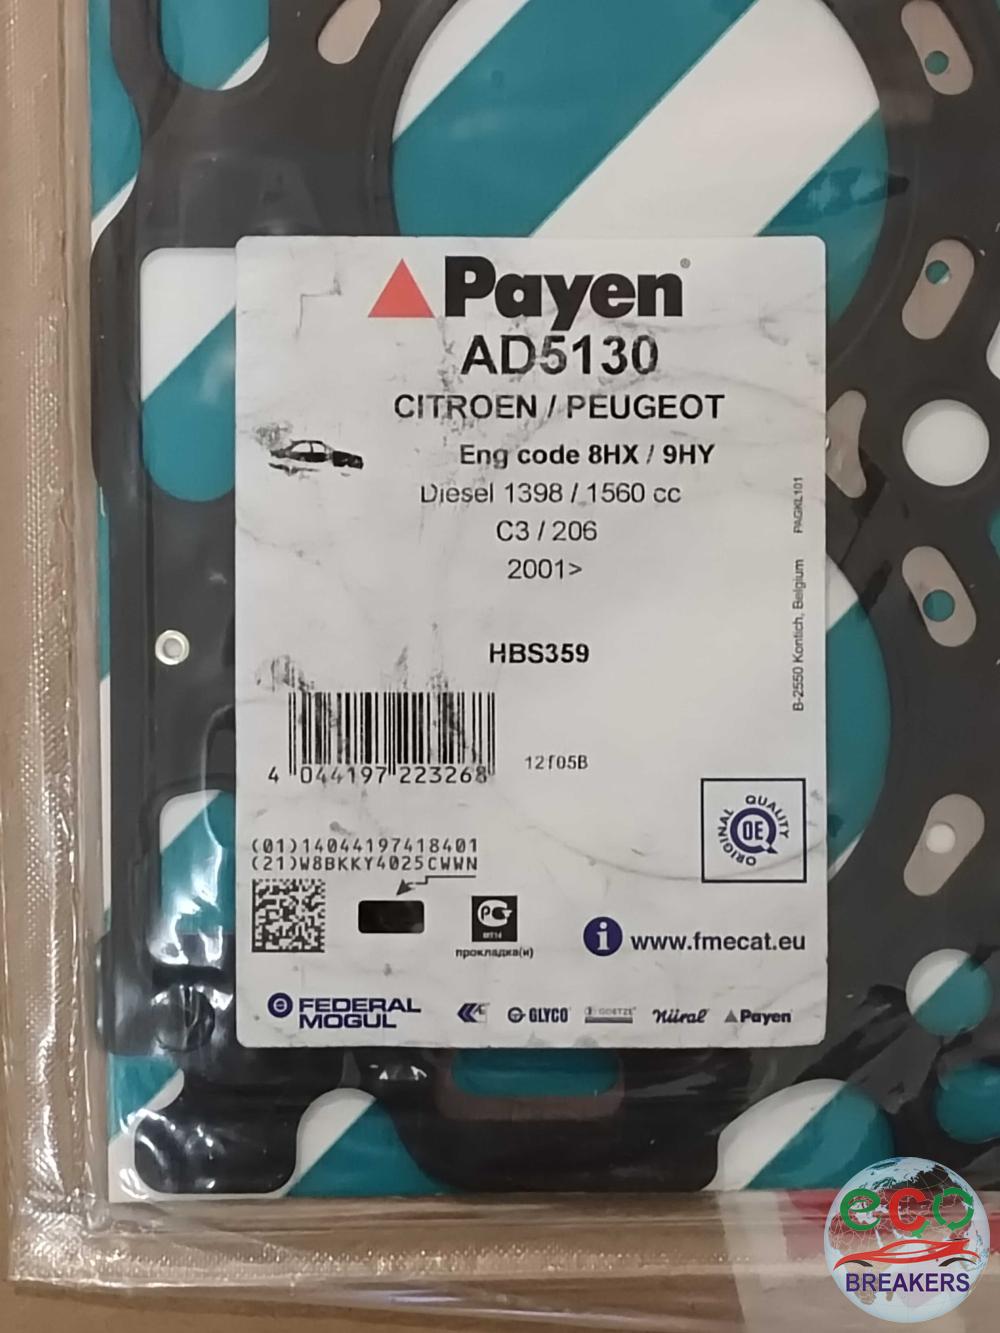 Payen®
AD5130
CITROEN / PEUGEOT
Eng code 8HX / 9HY
Diesel 1398 / 1560 cc
C3 / 206
2001>
HBS359
B-2550 Kontich, Belgium PAGKL101
4 044197 223268
12f05B
(01)14044197418401
(21)W8BKKY4025CWWN
ORIGINAL QUALITY
OE
прокладка(и)
i www.fmecat.eu
FEDERAL
MOGUL
GLYCO
GOETZE
Nüral
Payen
eco
BREAKERS